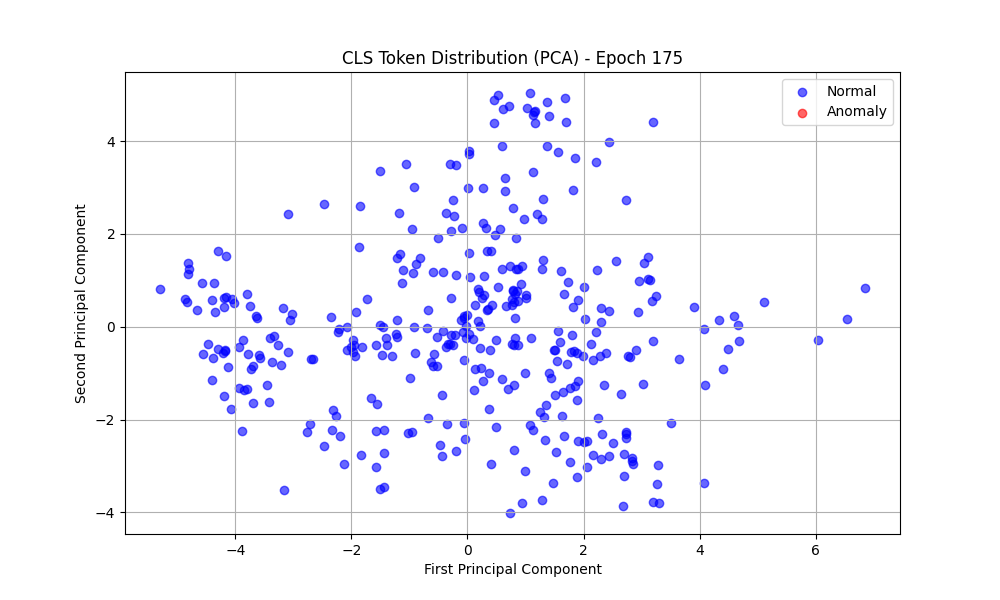 CLS Token Distribution (PCA) - Epoch 175
Normal
Anomaly
4
2
0
−2
−4
Second Principal Component
−4 −2 0 2 4 6
First Principal Component